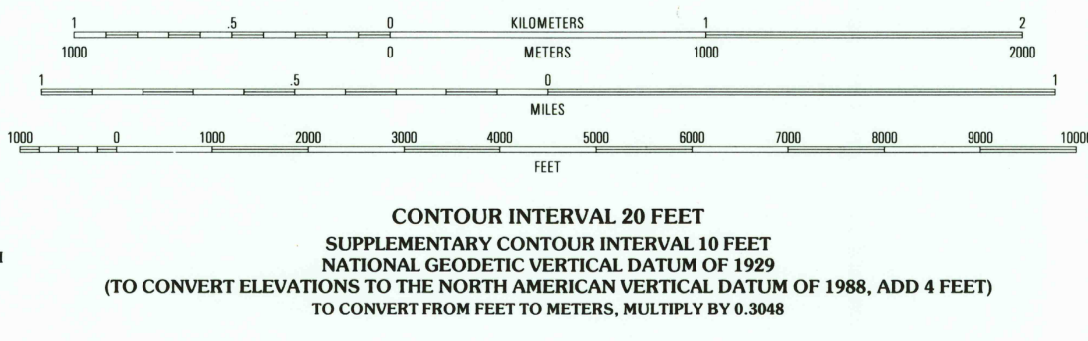 1 .5 0 KILOMETERS 1 2
1000 0 METERS 1000 2000
1 .5 0 1
MILES
1000 0 1000 2000 3000 4000 5000 6000 7000 8000 9000 1000
FEET
CONTOUR INTERVAL 20 FEET
SUPPLEMENTARY CONTOUR INTERVAL 10 FEET
NATIONAL GEODETIC VERTICAL DATUM OF 1929
(TO CONVERT ELEVATIONS TO THE NORTH AMERICAN VERTICAL DATUM OF 1988, ADD 4 FEET)
TO CONVERT FROM FEET TO METERS, MULTIPLY BY 0.3048